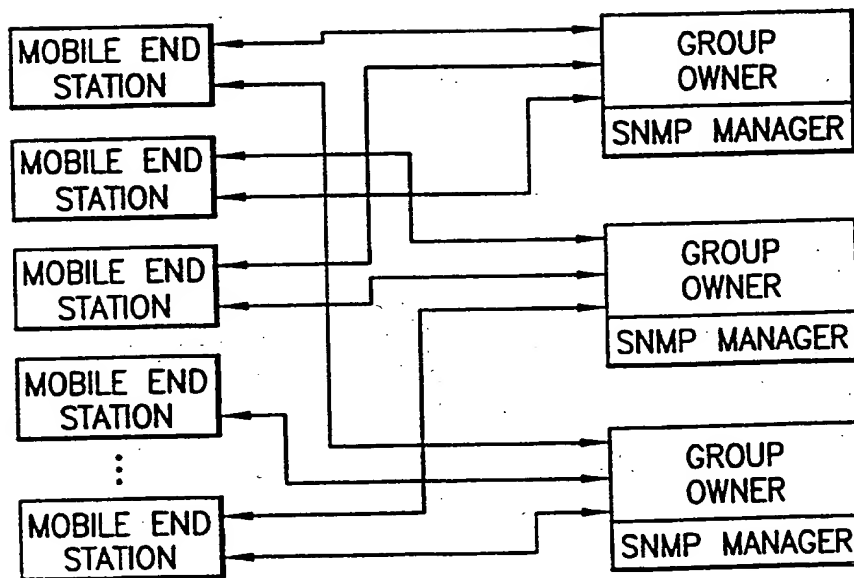 MOBILE END
STATION
MOBILE END
STATION
MOBILE END
STATION
MOBILE END
STATION
MOBILE END
STATION
GROUP
OWNER
SNMP MANAGER
GROUP
OWNER
SNMP MANAGER
GROUP
OWNER
SNMP MANAGER